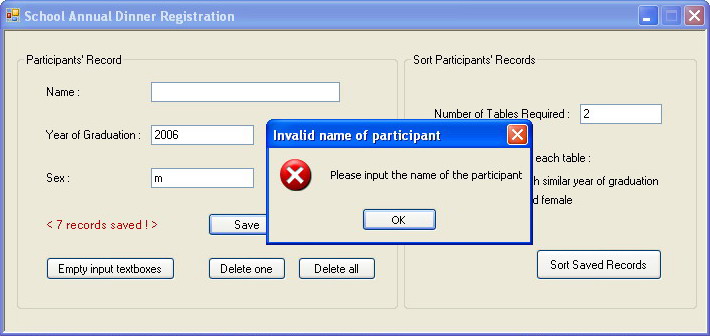 School Annual Dinner Registration
Participants' Record
Name :
Year of Graduation : 2006
Sex : m
< 7 records saved ! >
Save
Empty input textboxes
Delete one
Delete all
Sort Participants' Records
Number of Tables Required : 2
each table :
similar year of graduation
female
Sort Saved Records
Invalid name of participant
Please input the name of the participant
OK